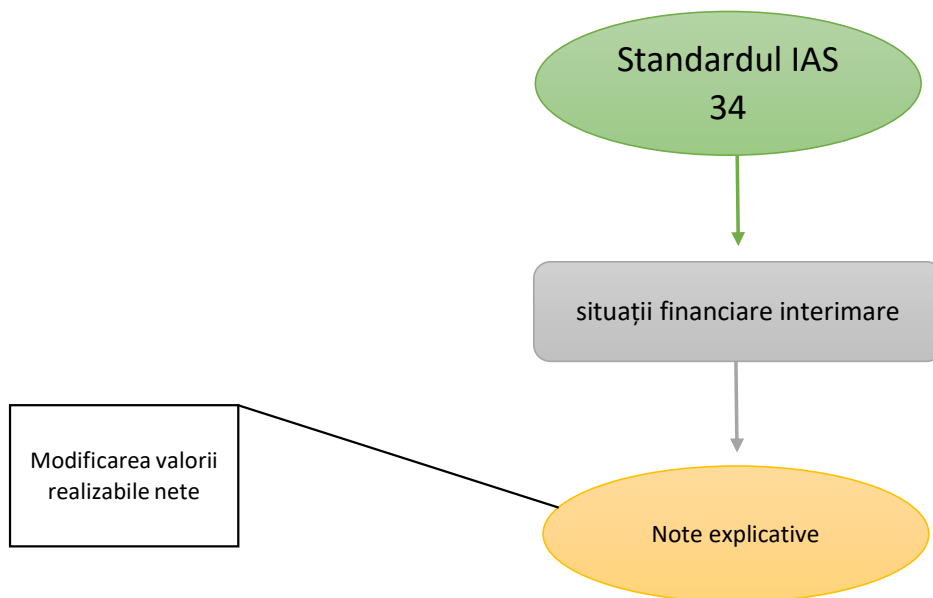 Standardul IAS
34
situații financiare interimare
Modificarea valorii
realizabile nete
Note explicative